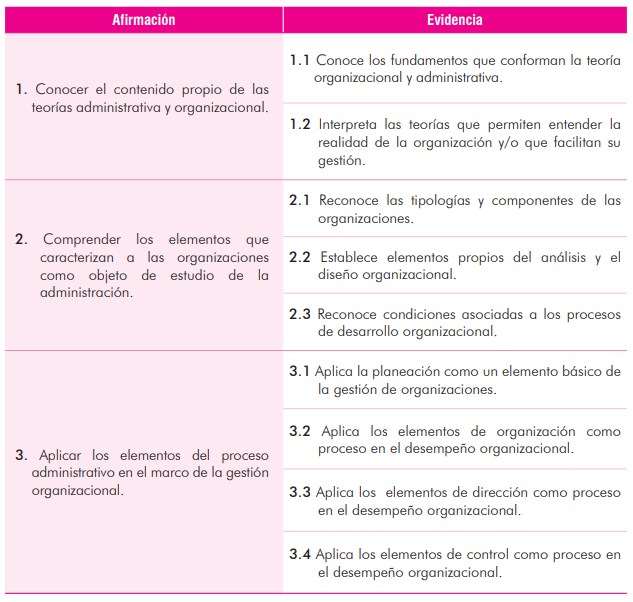 Afirmación
Evidencia
1. Conocer el contenido propio de las
teorías administrativa y organizacional.
1.1 Conoce los fundamentos que conforman la teoría
organizacional y administrativa.
1.2 Interpreta las teorías que permiten entender la
realidad de la organización y/o que facilitan su
gestión.
2. Comprender los elementos que
caracterizan a las organizaciones
como objeto de estudio de la
administración.
2.1 Reconoce las tipologías y componentes de las
organizaciones.
2.2 Establece elementos propios del análisis y el
diseño organizacional.
2.3 Reconoce condiciones asociadas a los procesos
de desarrollo organizacional.
3. Aplicar los elementos del proceso
administrativo en el marco de la gestión
organizacional.
3.1 Aplica la planeación como un elemento básico de
la gestión de organizaciones.
3.2 Aplica los elementos de organización como
proceso en el desempeño organizacional.
3.3 Aplica los elementos de dirección como proceso
en el desempeño organizacional.
3.4 Aplica los elementos de control como proceso en
el desempeño organizacional.